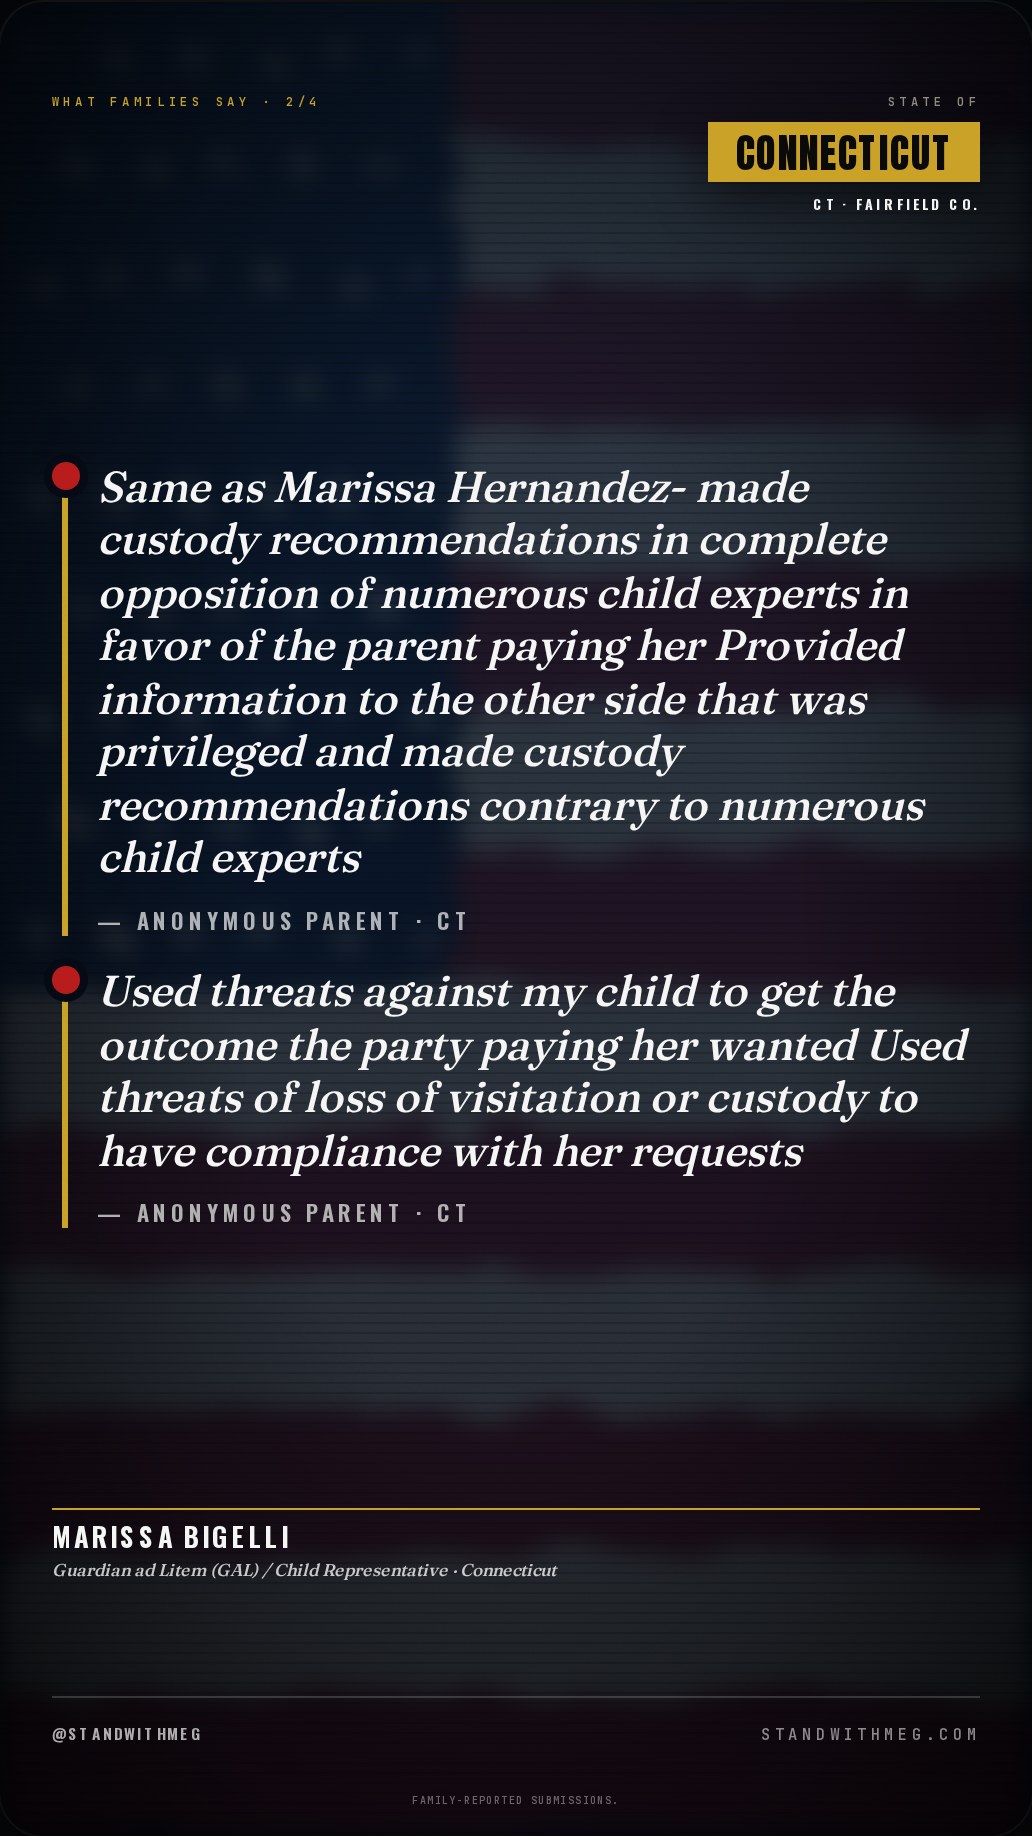 WHAT FAMILIES SAY · 2/4
STATE OF
CONNECTICUT
CT · FAIRFIELD CO.
Same as Marissa Hernandez- made
custody recommendations in complete
opposition of numerous child experts in
favor of the parent paying her Provided
information to the other side that was
privileged and made custody
recommendations contrary to numerous
child experts
— ANONYMOUS PARENT · CT
Used threats against my child to get the
outcome the party paying her wanted Used
threats of loss of visitation or custody to
have compliance with her requests
— ANONYMOUS PARENT · CT
MARISSA BIGELLI
Guardian ad Litem (GAL) / Child Representative · Connecticut
@STANDWITHMEG
STANDWITHMEG.COM
FAMILY-REPORTED SUBMISSIONS.